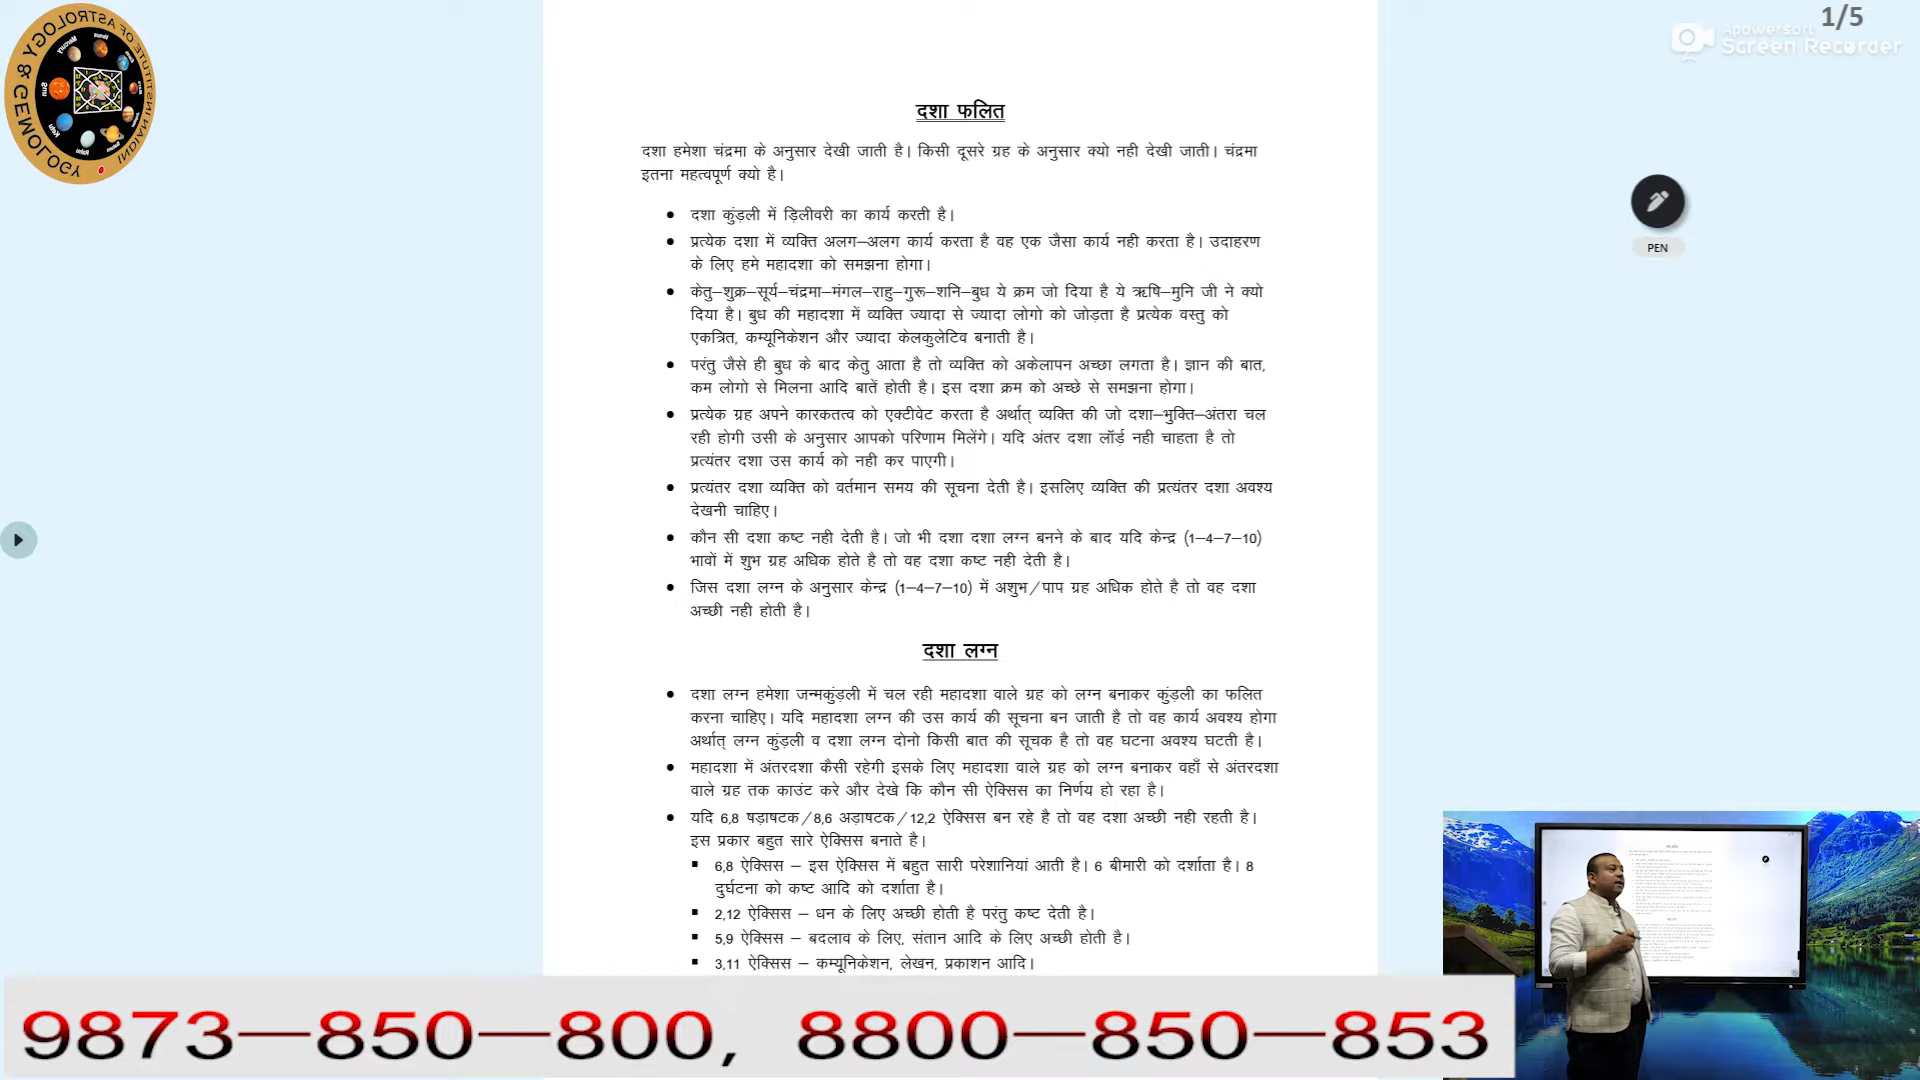 1/5
Apowersoft
Screen Recorder
INDIAN INSTITUTE OF ASTROLOGY & GEMOLOGY
Sun
Mercury
Venus
दशा फलित
दशा हमेशा चंद्रमा के अनुसार देखी जाती है। किसी दूसरे ग्रह के अनुसार क्यो नही देखी जाती। चंद्रमा
इतना महत्वपूर्ण क्यो है।
• दशा कुंड़ली में ड़िलीवरी का कार्य करती है।
• प्रत्येक दशा में व्यक्ति अलग–अलग कार्य करता है वह एक जैसा कार्य नही करता है। उदाहरण
के लिए हमे महादशा को समझना होगा।
• केतु–शुक्र–सूर्य–चंद्रमा–मंगल–राहु–गुरू–शनि–बुध ये क्रम जो दिया है ये ऋषि–मुनि जी ने क्यो
दिया है। बुध की महादशा में व्यक्ति ज्यादा से ज्यादा लोगो को जोड़ता है प्रत्येक वस्तु को
एकत्रित, कम्यूनिकेशन और ज्यादा केलकुलेटिव बनाती है।
• परंतु जैसे ही बुध के बाद केतु आता है तो व्यक्ति को अकेलापन अच्छा लगता है। ज्ञान की बात,
कम लोगो से मिलना आदि बातें होती है। इस दशा क्रम को अच्छे से समझना होगा।
• प्रत्येक ग्रह अपने कारकतत्व को एक्टीवेट करता है अर्थात् व्यक्ति की जो दशा–भुक्ति–अंतरा चल
रही होगी उसी के अनुसार आपको परिणाम मिलेंगे। यदि अंतर दशा लॉर्ड़ नही चाहता है तो
प्रत्यंतर दशा उस कार्य को नही कर पाएगी।
• प्रत्यंतर दशा व्यक्ति को वर्तमान समय की सूचना देती है। इसलिए व्यक्ति की प्रत्यंतर दशा अवश्य
देखनी चाहिए।
• कौन सी दशा कष्ट नही देती है। जो भी दशा दशा लग्न बनने के बाद यदि केन्द्र (1–4–7–10)
भावों में शुभ ग्रह अधिक होते है तो वह दशा कष्ट नही देती है।
• जिस दशा लग्न के अनुसार केन्द्र (1–4–7–10) में अशुभ/पाप ग्रह अधिक होते है तो वह दशा
अच्छी नही होती है।
दशा लग्न
• दशा लग्न हमेशा जन्मकुंड़ली में चल रही महादशा वाले ग्रह को लग्न बनाकर कुंड़ली का फलित
करना चाहिए। यदि महादशा लग्न की उस कार्य की सूचना बन जाती है तो वह कार्य अवश्य होगा
अर्थात् लग्न कुंड़ली व दशा लग्न दोनो किसी बात की सूचक है तो वह घटना अवश्य घटती है।
• महादशा में अंतरदशा कैसी रहेगी इसके लिए महादशा वाले ग्रह को लग्न बनाकर वहाँ से अंतरदशा
वाले ग्रह तक काउंट करे और देखे कि कौन सी ऐक्सिस का निर्णय हो रहा है।
• यदि 6,8 षड़ाषटक/8,6 अड़ाषटक/12,2 ऐक्सिस बन रहे है तो वह दशा अच्छी नही रहती है।
इस प्रकार बहुत सारे ऐक्सिस बनाते है।
▪ 6,8 ऐक्सिस – इस ऐक्सिस में बहुत सारी परेशानियां आती है। 6 बीमारी को दर्शाता है। 8
दुर्घटना को कष्ट आदि को दर्शाता है।
▪ 2,12 ऐक्सिस – धन के लिए अच्छी होती है परंतु कष्ट देती है।
▪ 5,9 ऐक्सिस – बदलाव के लिए, संतान आदि के लिए अच्छी होती है।
▪ 3,11 ऐक्सिस – कम्यूनिकेशन, लेखन, प्रकाशन आदि।
PEN
9873–850–800, 8800–850–853